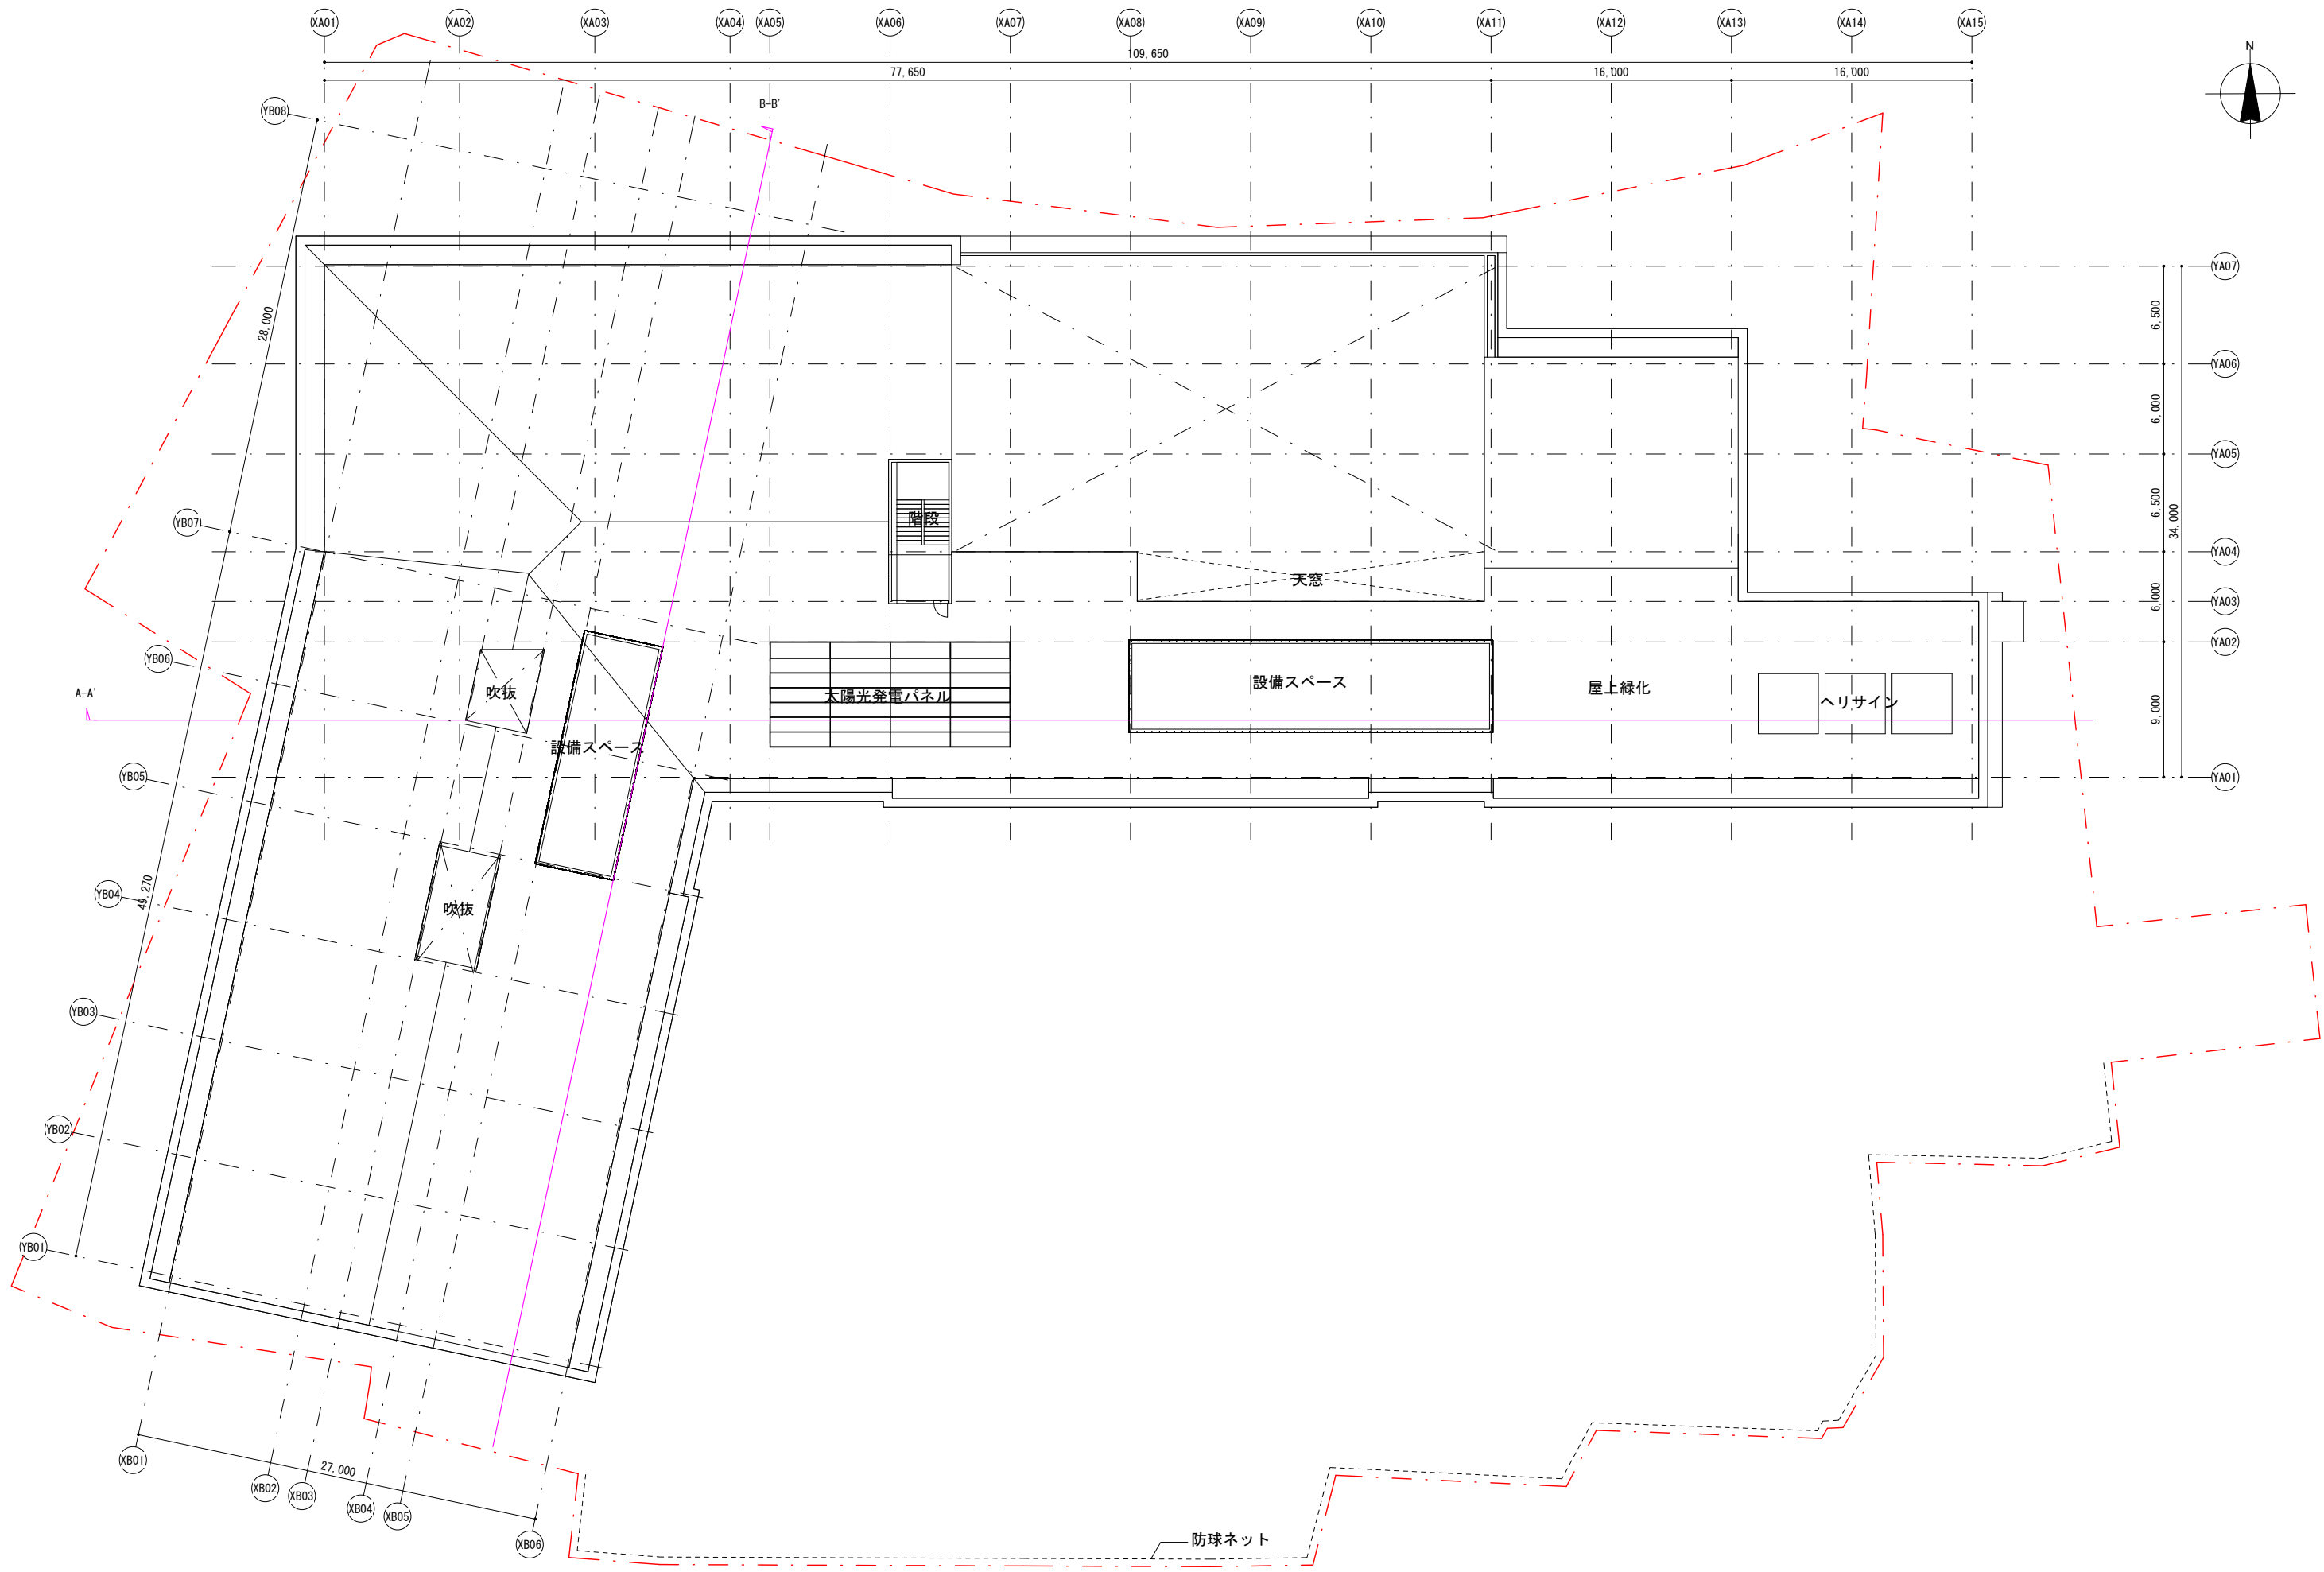 XA01 XA02 XA03 XA04 XA05 XA06 XA07 XA08 XA09 XA10 XA11 XA12 XA13 XA14 XA15
109,650
77,650 16,000 16,000
N
B-B'
YB08
YA07
28,000
6,500
YA06
6,000
YA05
6,500
34,000
階段
YB07
YA04
天窓
6,000
YA03
YA02
YB06
吹抜
太陽光発電パネル
設備スペース
屋上緑化
ヘリサイン
A-A'
9,000
設備スペース
YB05
YA01
YB04
49,270
吹抜
YB03
YB02
YB01
XB01
27,000
XB02
XB03
XB04
XB05
XB06
防球ネット